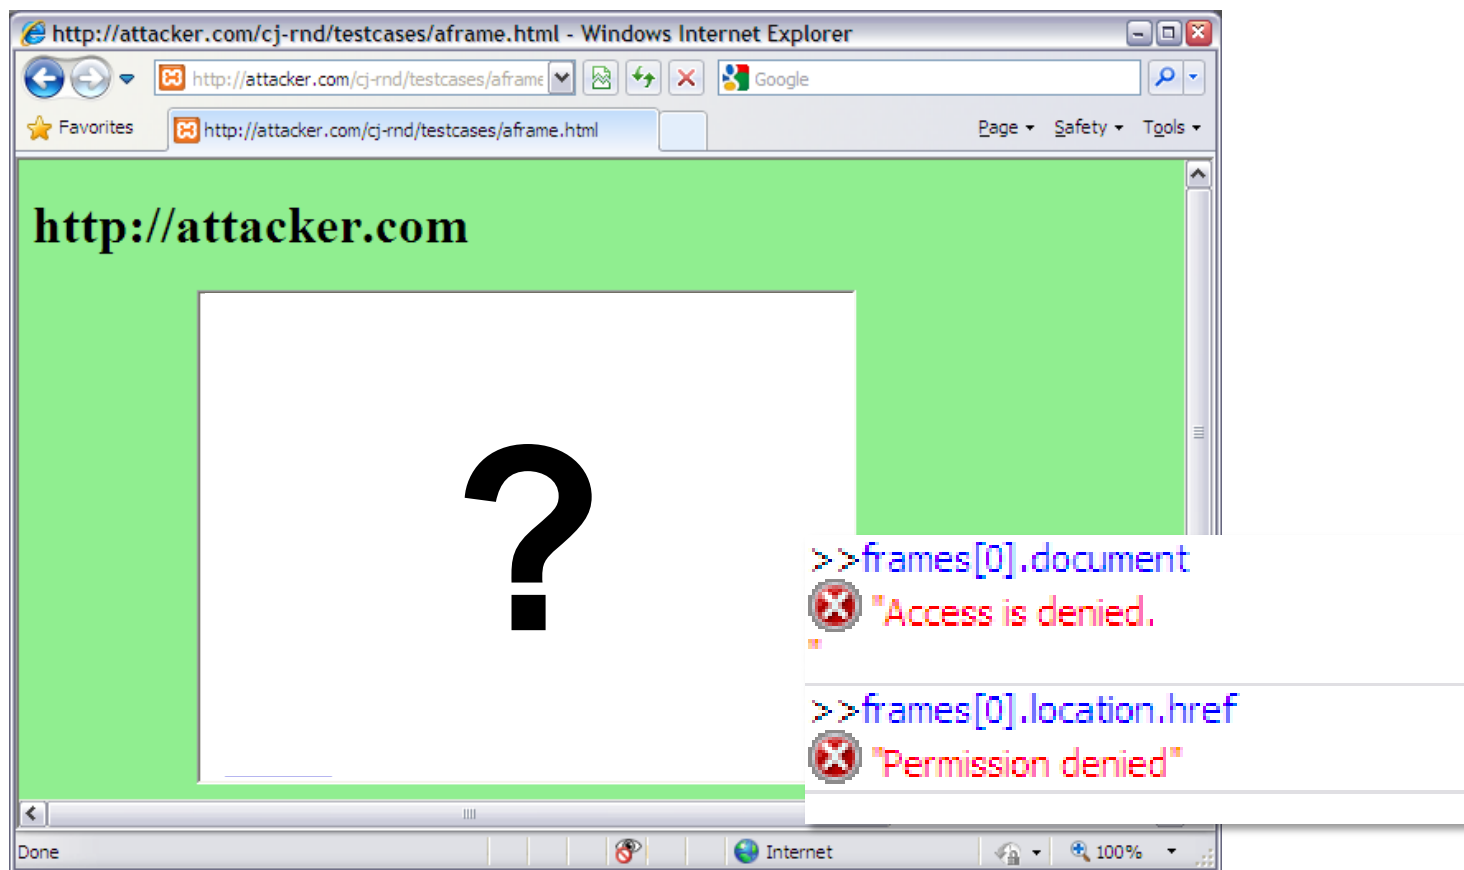 http://attacker.com/cj-rnd/testcases/aframe.html - Windows Internet Explorer
http://attacker.com/cj-rnd/testcases/aframe
Google
Favorites
http://attacker.com/cj-rnd/testcases/aframe.html
Page
Safety
Tools
http://attacker.com
?
>>frames[0].document
"Access is denied.
"
>>frames[0].location.href
"Permission denied"
Done
Internet
100%